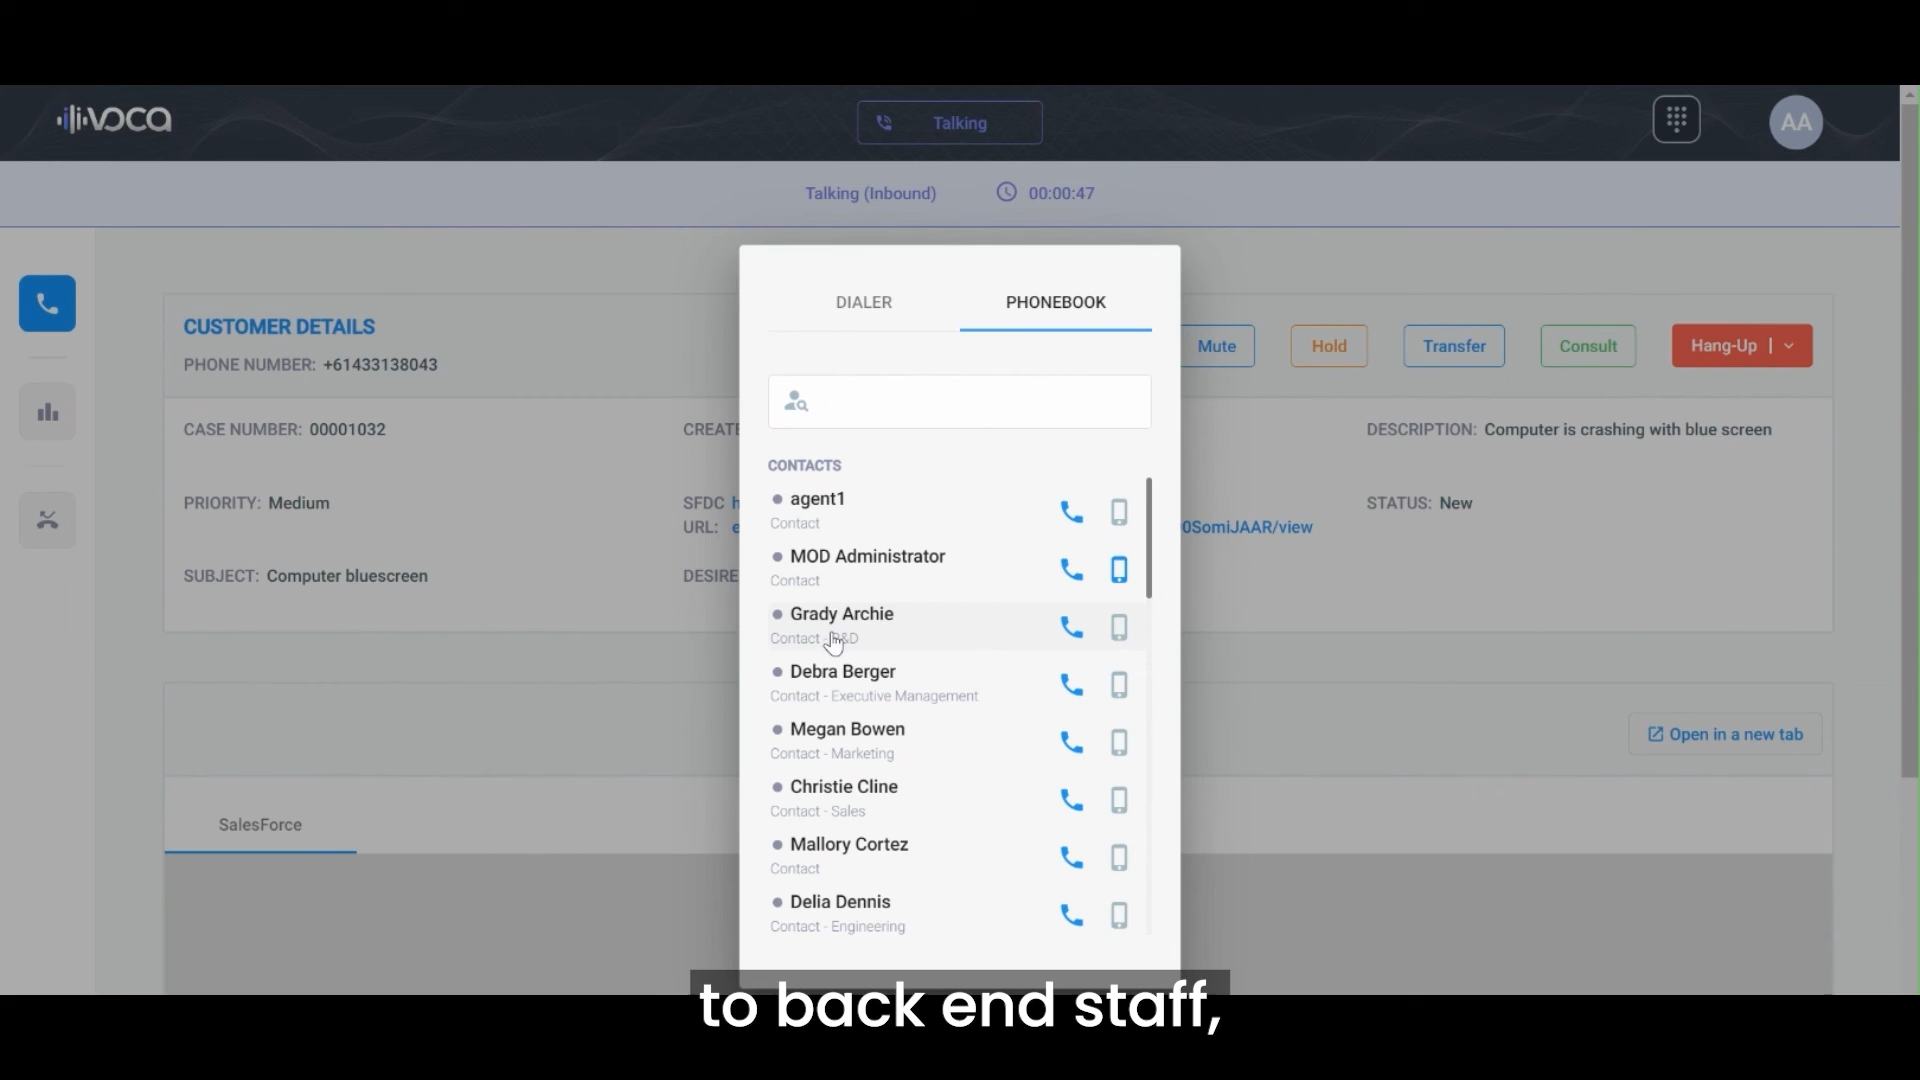 VOCA
Talking
AA
Talking (Inbound)
00:00:47
DIALER
PHONEBOOK
CUSTOMER DETAILS
PHONE NUMBER: +61433138043
Mute
Hold
Transfer
Consult
Hang-Up
CASE NUMBER: 00001032
DESCRIPTION: Computer is crashing with blue screen
PRIORITY: Medium
SFDC
URL:
0SomiJAAR/view
STATUS: New
SUBJECT: Computer bluescreen
CONTACTS
agent1
Contact
MOD Administrator
Contact
Grady Archie
Contact - R&D
Debra Berger
Contact - Executive Management
Megan Bowen
Contact - Marketing
Christie Cline
Contact - Sales
Mallory Cortez
Contact
Delia Dennis
Contact - Engineering
Open in a new tab
SalesForce
to back end staff,